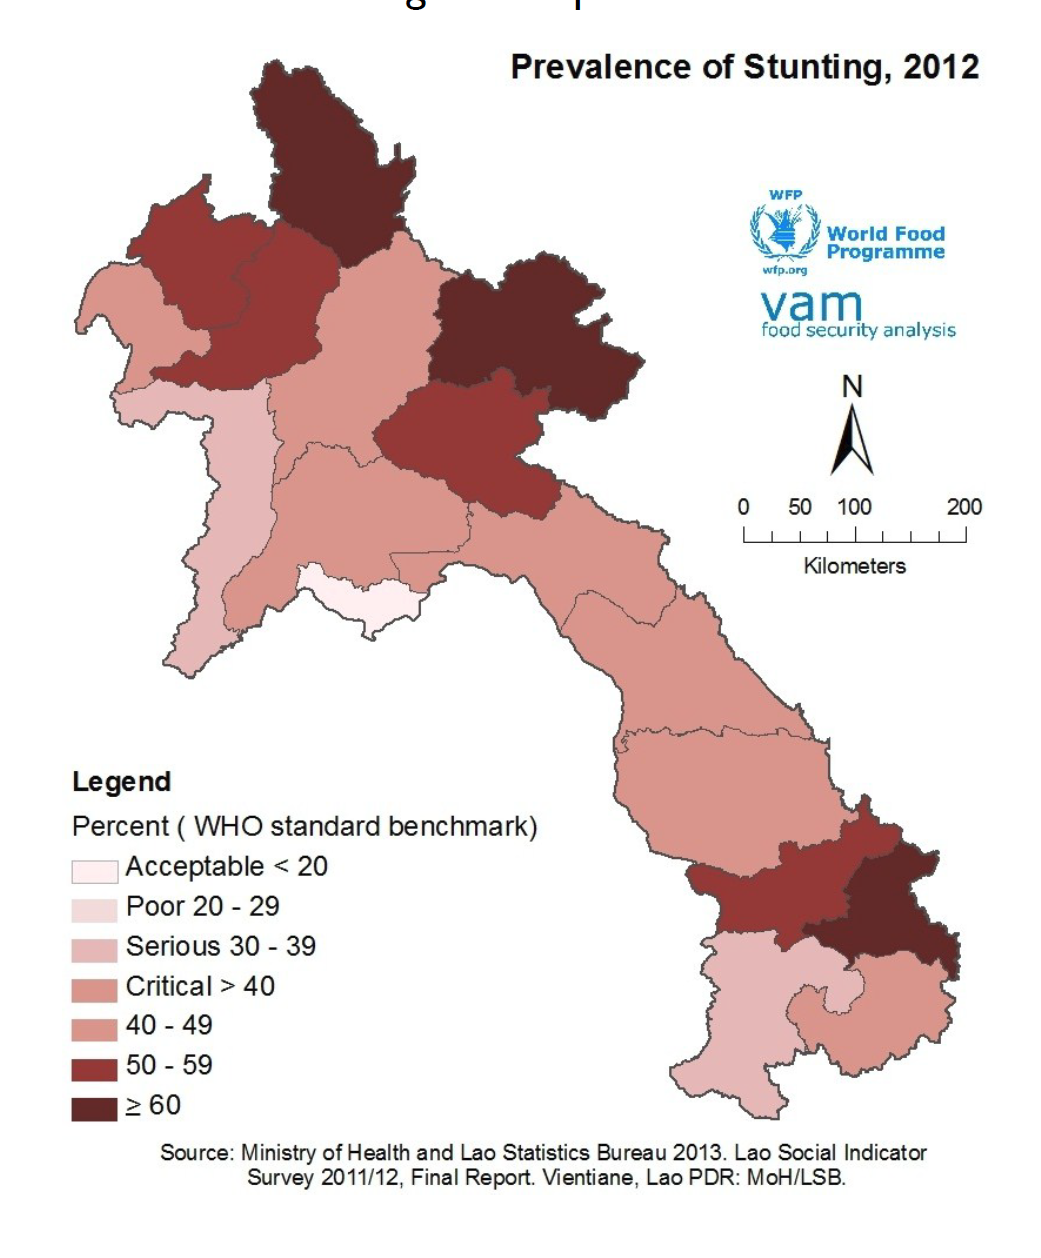 Prevalence of Stunting, 2012
WFP
wfp.org
World Food
Programme
vam
food security analysis
N
0 50 100 200
Kilometers
Legend
Percent ( WHO standard benchmark)
Acceptable < 20
Poor 20 - 29
Serious 30 - 39
Critical > 40
40 - 49
50 - 59
≥ 60
Source: Ministry of Health and Lao Statistics Bureau 2013. Lao Social Indicator
Survey 2011/12, Final Report. Vientiane, Lao PDR: MoH/LSB.